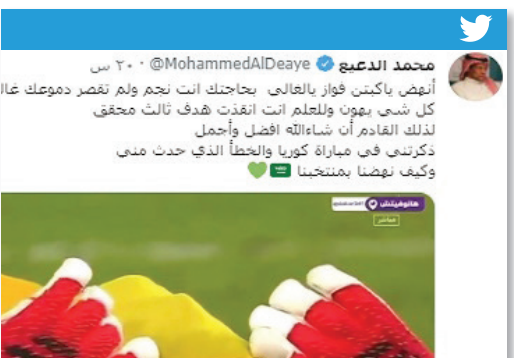 محمد الدعيع @MohammedAlDeaye · ٢٠ س
أنهض ياكبتن فواز يالغالي بحاجتك انت نجم ولم تقصر دموعك
كل شي يهون وللعلم انت انقذت هدف ثالث محقق
لذلك القادم أن شاءالله افضل وأجمل
ذكرتني في مباراة كوريا والخطأ الذي حدث مني
وكيف نهضنا بمنتخبنا
مباشر